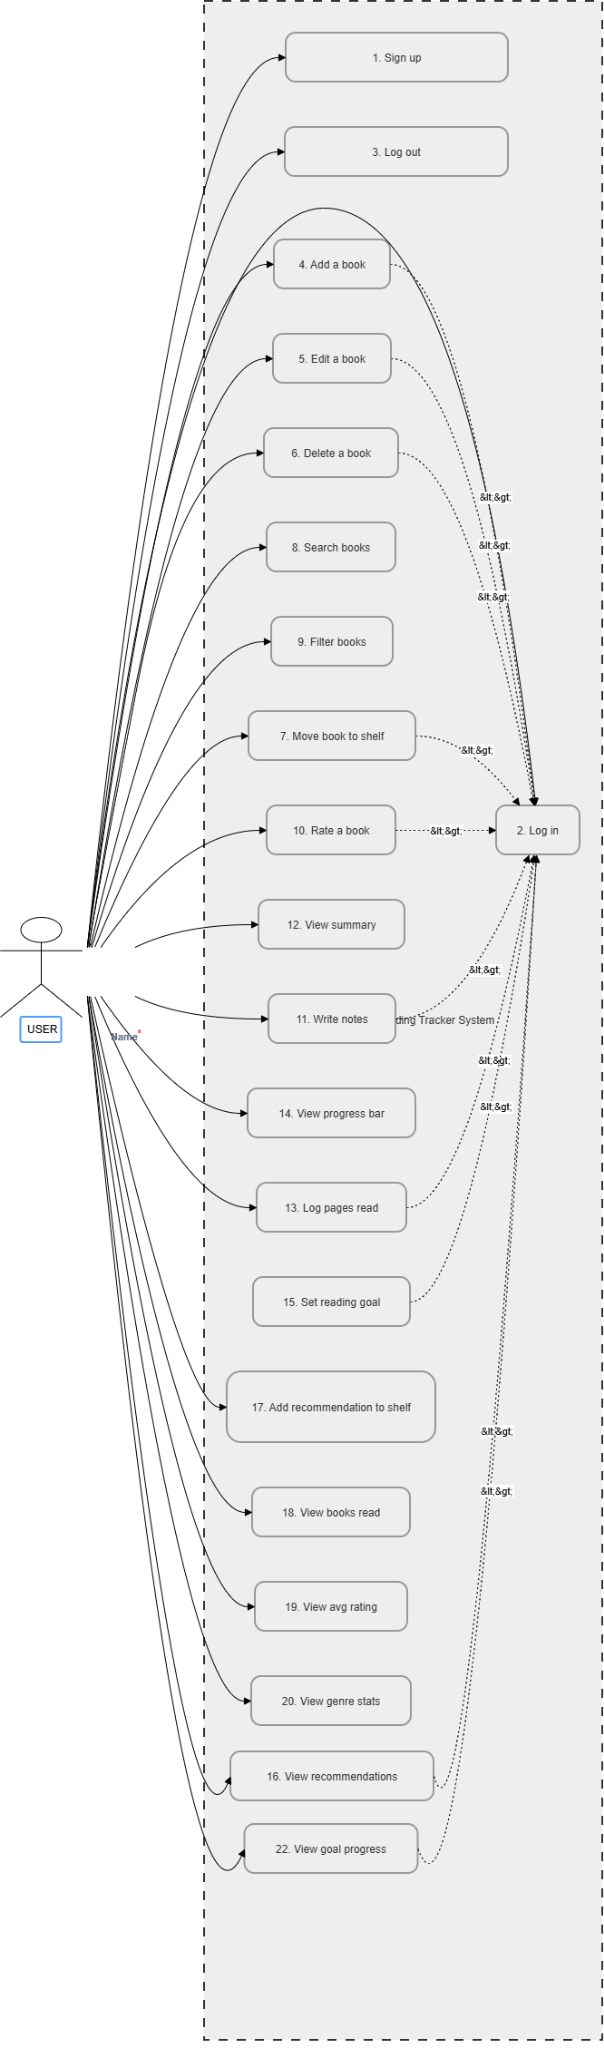 1. Sign up
3. Log out
4. Add a book
5. Edit a book
6. Delete a book
&lt;&gt;
8. Search books
&lt;&gt;
&lt;&gt;
9. Filter books
7. Move book to shelf
&lt;&gt;
10. Rate a book
&lt;&gt;
2. Log in
12. View summary
&lt;&gt;
11. Write notes
ding Tracker System
USER
Name*
&lt;&gt;
14. View progress bar
&lt;&gt;
13. Log pages read
15. Set reading goal
17. Add recommendation to shelf
&lt;&gt;
&lt;&gt;
18. View books read
19. View avg rating
20. View genre stats
16. View recommendations
22. View goal progress